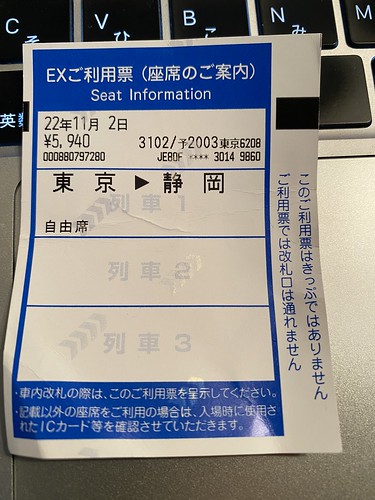 C
V
B
N
M
そ
ひ
こ
み
英数
EXご利用票(座席のご案内)
Seat Information
22年11月 2日
¥5,940
3102/予2003東京6208
000880797280
JE80F **** 3014 9860
東京▶静岡
列車1
自由席
列車2
列車3
・車内改札の際は、このご利用票を呈示してください。
・記載以外の座席をご利用の場合は、入場時に使用さ
れたICカード等を確認させていただきます。
このご利用票はきっぷではありません
ご利用票では改札口は通れません